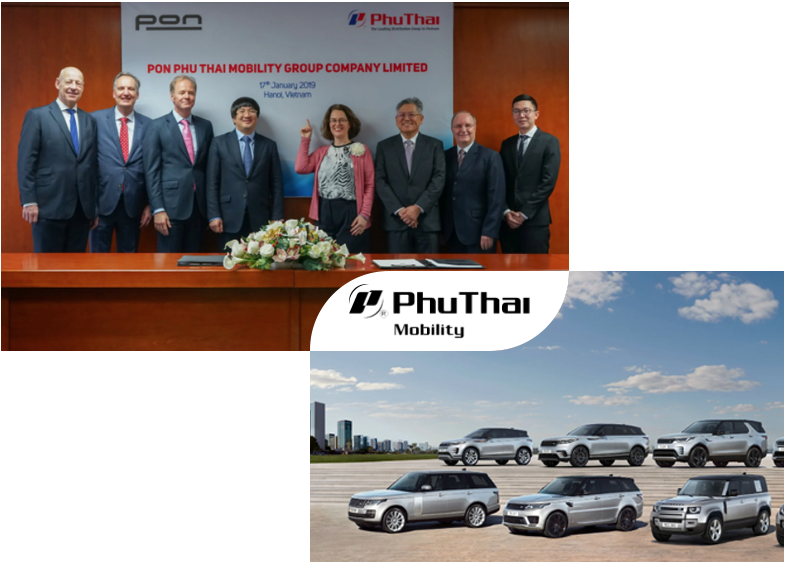 pon
PHUTHAI
The Leading Distribution Group in Vietnam
PON PHU THAI MOBILITY GROUP COMPANY LIMITED
17th January 2019
Hanoi, Vietnam
PHUTHAI
®
Mobility